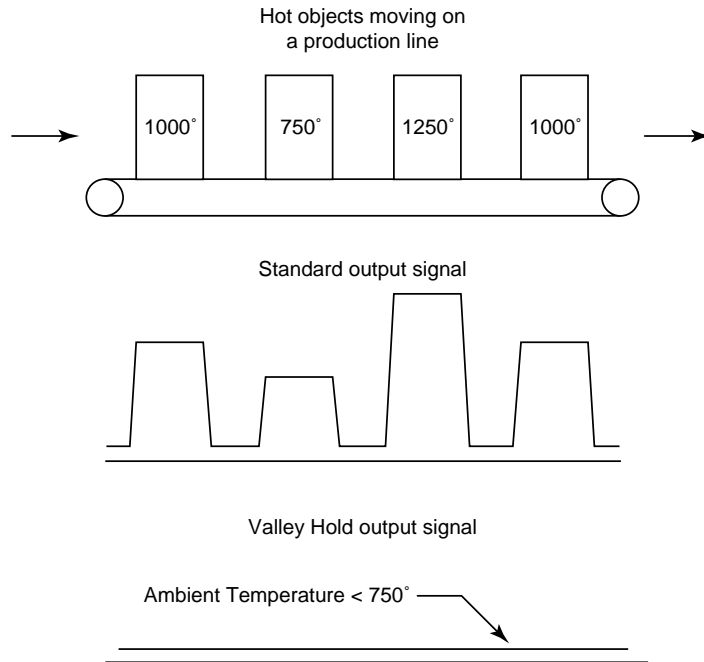 Hot objects moving on
a production line
1000° 750° 1250° 1000°
Standard output signal
Valley Hold output signal
Ambient Temperature < 750°